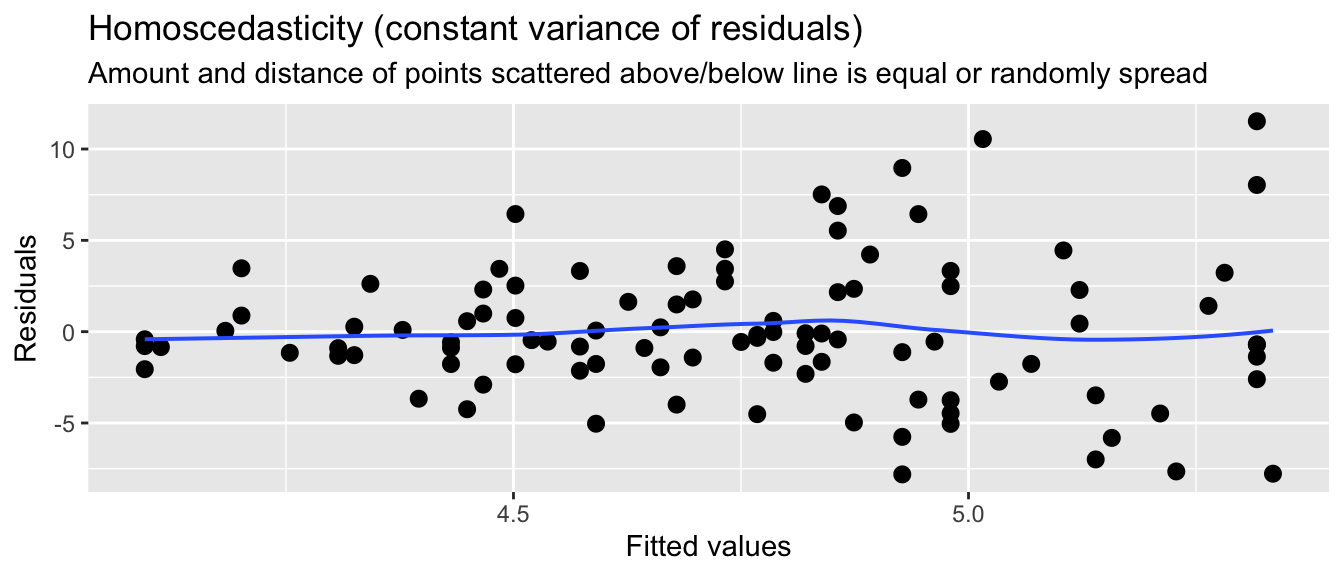 Homoscedasticity (constant variance of residuals)
Amount and distance of points scattered above/below line is equal or randomly spread
10
5
0
-5
Residuals
4.5 5.0
Fitted values